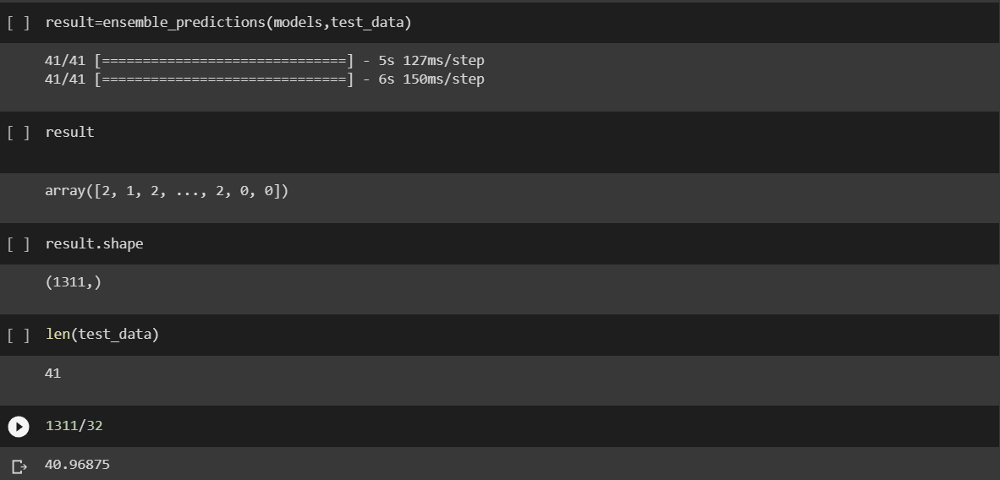 [ ] result=ensemble_predictions(models,test_data)
41/41 [==============================] - 5s 127ms/step
41/41 [==============================] - 6s 150ms/step
[ ] result
array([2, 1, 2, ..., 2, 0, 0])
[ ] result.shape
(1311,)
[ ] len(test_data)
41
1311/32
40.96875